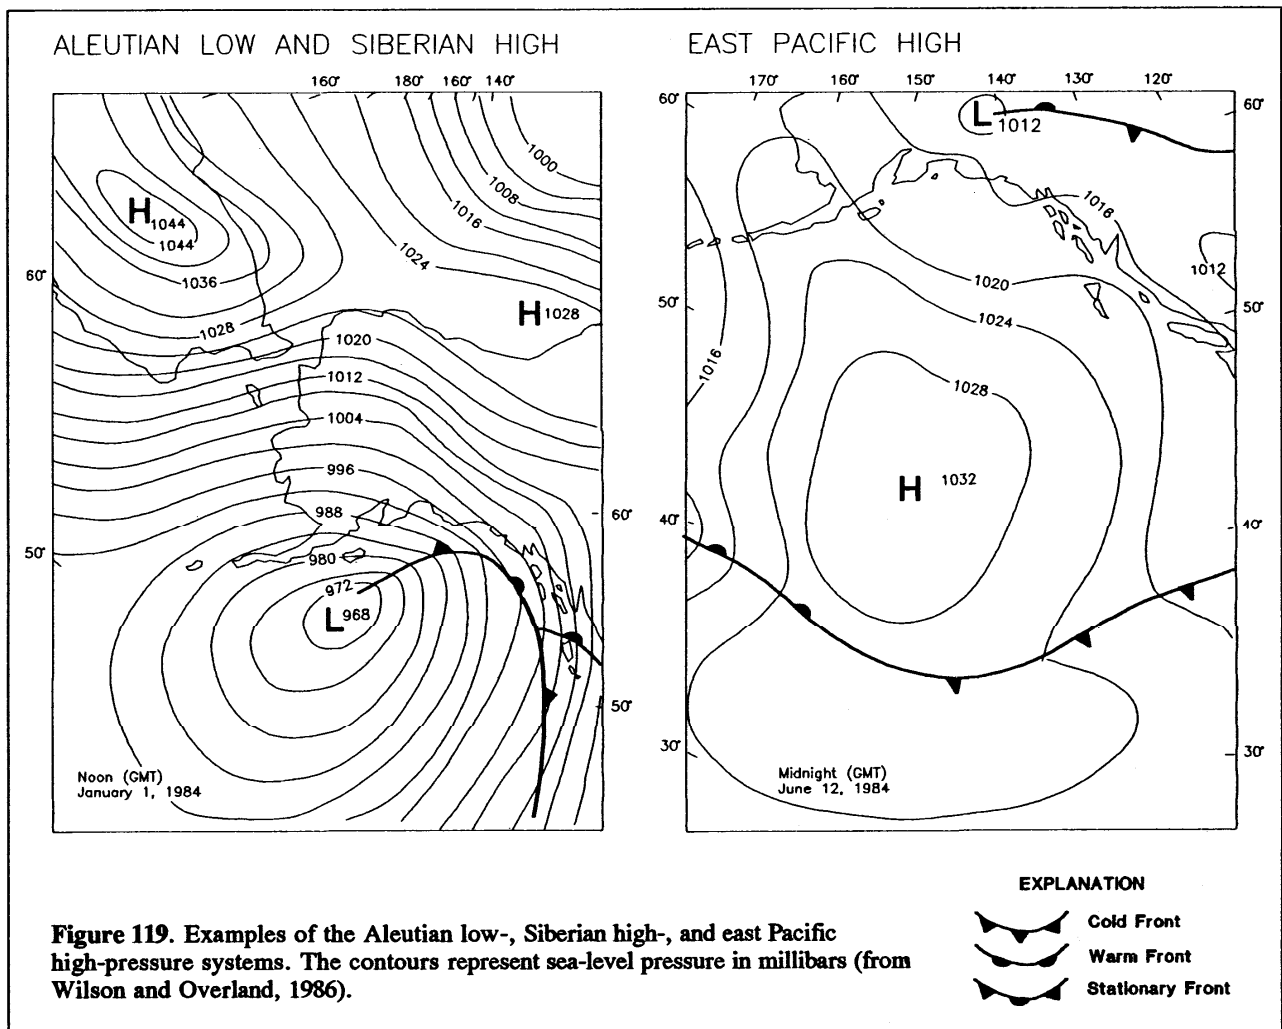 ALEUTIAN LOW AND SIBERIAN HIGH
160° 180° 160° 140°
1000
1008
1016
H 1044
1044
1024
1036
60°
H 1028
1028
1020
1012
1004
996
988
60°
50°
980
972
L 968
50°
Noon (GMT)
January 1, 1984
EAST PACIFIC HIGH
170° 160° 150° 140° 130° 120°
60° L 1012 60°
1016
1012
1020
50° 50°
1024
1016
1028
H 1032
40° 40°
30° 30°
Midnight (GMT)
June 12, 1984
EXPLANATION
Cold Front
Warm Front
Stationary Front
Figure 119. Examples of the Aleutian low-, Siberian high-, and east Pacific
high-pressure systems. The contours represent sea-level pressure in millibars (from
Wilson and Overland, 1986).